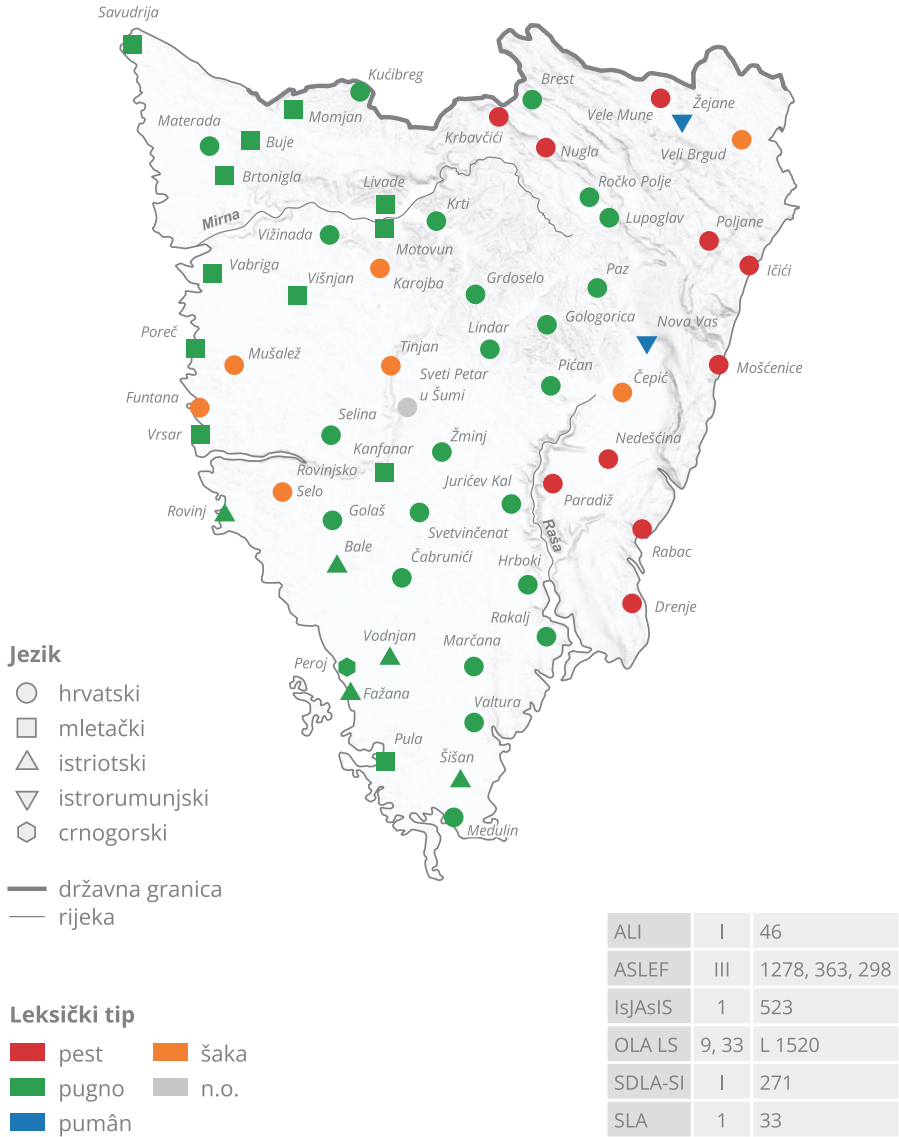 Savudrija
Kućibreg
Brest
Žejane
Vele Mune
Momjan
Materada
Krbavčići
Buje
Nugla
Veli Brgud
Brtonigla
Livade
Ročko Polje
Krti
Lupoglav
Mirna
Poljane
Vižinada
Motovun
Vabriga
Višnjan
Karojba
Grdoselo
Paz
Ičići
Gologorica
Nova Vas
Lindar
Poreč
Mušalež
Tinjan
Pićan
Mošćenice
Sveti Petar
u Šumi
Čepić
Funtana
Selina
Vrsar
Žminj
Nedešćina
Kanfanar
Rovinjsko
Selo
Jurićev Kal
Paradiž
Rovinj
Golaš
Svetvinčenat
Raša
Bale
Čabrunići
Hrboki
Rabac
Drenje
Rakalj
Vodnjan
Marčana
Peroj
Fažana
Valtura
Pula
Šišan
Medulin
Jezik
hrvatski
mletački
istriotski
istrorumunjski
crnogorski
državna granica
rijeka
Leksički tip
pest šaka
pugno n.o.
pumân
ALI I 46
ASLEF III 1278, 363, 298
IsJAsIS 1 523
OLA LS 9, 33 L 1520
SDLA-SI I 271
SLA 1 33